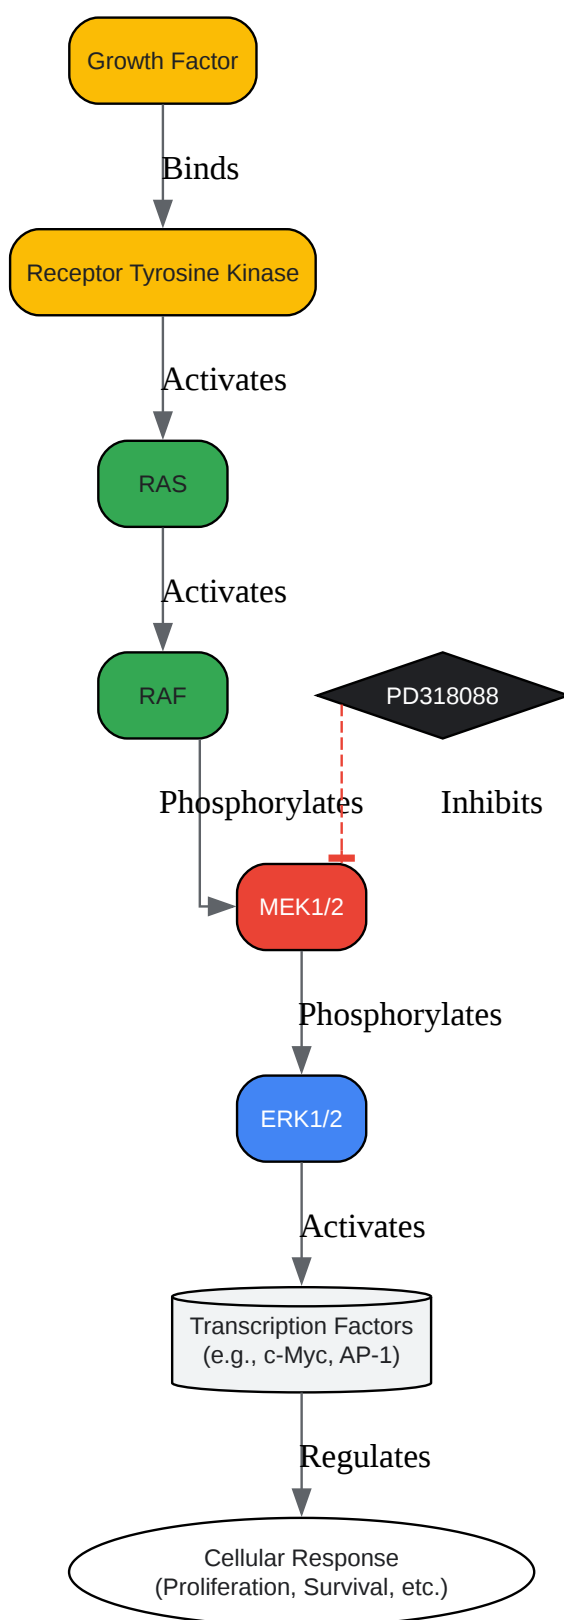 Growth Factor
Binds
Receptor Tyrosine Kinase
Activates
RAS
Activates
RAF
PD318088
Phosphorylates
Inhibits
MEK1/2
Phosphorylates
ERK1/2
Activates
Transcription Factors
(e.g., c-Myc, AP-1)
Regulates
Cellular Response
(Proliferation, Survival, etc.)